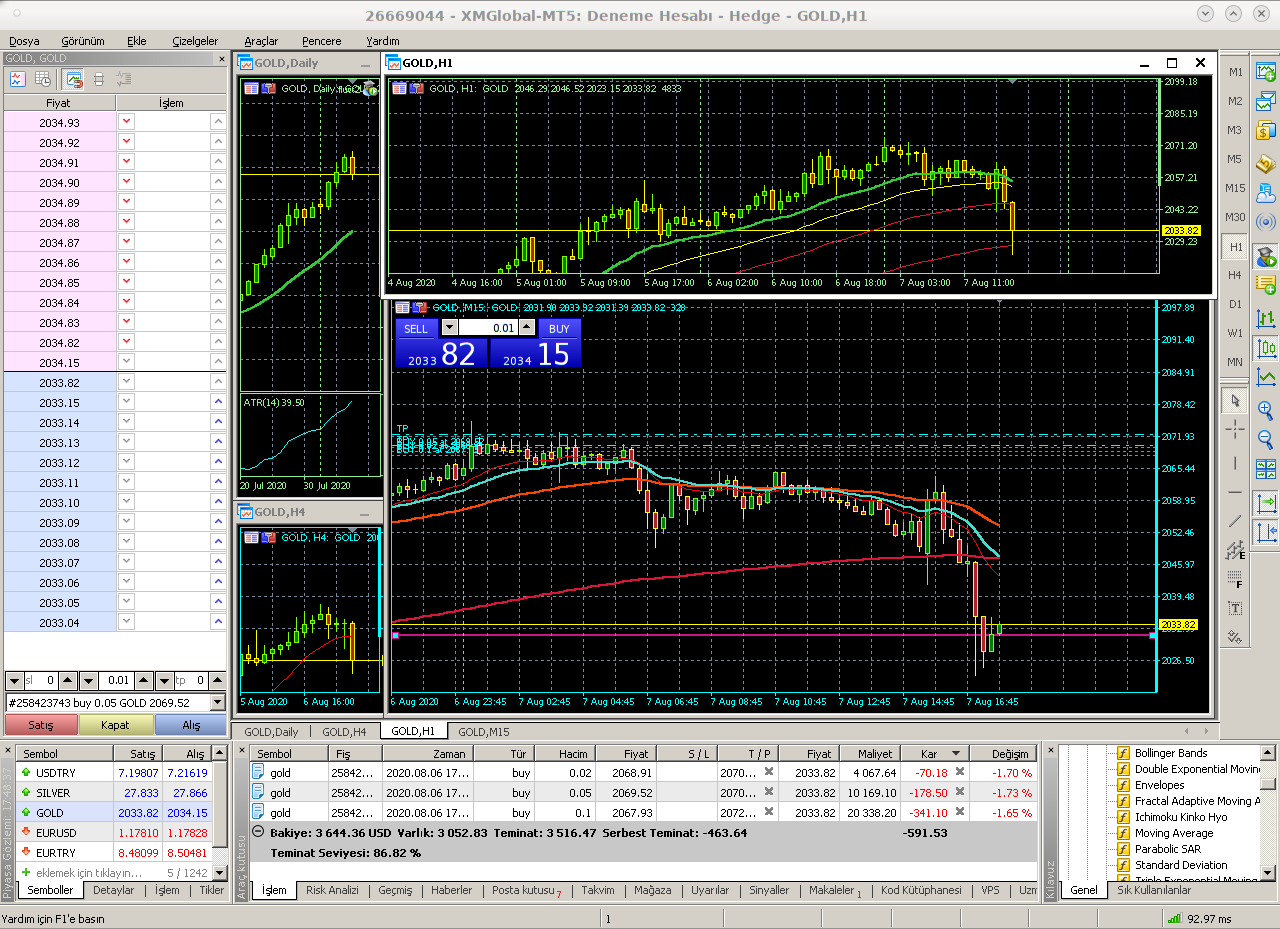 26669044 - XMGlobal-MT5: Deneme Hesabı - Hedge - GOLD,H1
Dosya Görünüm Ekle Çizelgeler Araçlar Pencere Yardım
GOLD, GOLD
Fiyat İşlem
2034.93
2034.92
2034.91
2034.90
2034.89
2034.88
2034.87
2034.86
2034.85
2034.84
2034.83
2034.82
2034.15
2033.82
2033.15
2033.14
2033.13
2033.12
2033.11
2033.10
2033.09
2033.08
2033.07
2033.06
2033.05
2033.04
sl 0 0.01 tp 0
#258423743 buy 0.05 GOLD 2069.52
Satış Kapat Alış
GOLD,Daily
GOLD, Daily:
ATR(14) 39.50
20 Jul 2020 30 Jul 2020
GOLD,H4
GOLD, H4: GOLD
5 Aug 2020 6 Aug 16:00
GOLD,H1
GOLD, H1: GOLD 2046.29 2046.52 2023.15 2033.82 4833
2099.18
2085.19
2071.20
2057.21
2043.22
2033.82
2029.23
4 Aug 2020 4 Aug 16:00 5 Aug 01:00 5 Aug 09:00 5 Aug 17:00 6 Aug 02:00 6 Aug 10:00 6 Aug 18:00 7 Aug 03:00 7 Aug 11:00
GOLD, M15: GOLD 2031.90 2033.92 2031.39 2033.82 328
SELL 0.01 BUY
2033 82 2034 15
TP
2097.89
2091.40
2084.91
2078.42
2071.93
2065.44
2058.95
2052.46
2045.97
2039.48
2033.82
2026.50
6 Aug 2020 6 Aug 23:45 7 Aug 02:45 7 Aug 04:45 7 Aug 06:45 7 Aug 08:45 7 Aug 10:45 7 Aug 12:45 7 Aug 14:45 7 Aug 16:45
GOLD,Daily GOLD,H4 GOLD,H1 GOLD,M15
M1
M2
M3
M5
M15
M30
H1
H4
D1
W1
MN
E
F
T
Piyasa Gözlemi: 17:48:37
Sembol Satış Alış
USDTRY 7.19807 7.21619
SILVER 27.833 27.866
GOLD 2033.82 2034.15
EURUSD 1.17810 1.17828
EURTRY 8.48099 8.50481
eklemek için tıklayın... 5 / 1242
Semboller Detaylar İşlem Tikler
Araç kutusu
Sembol Fiş Zaman Tür Hacim Fiyat S / L T / P Fiyat Maliyet Kar Değişim
gold 25842... 2020.08.06 17... buy 0.02 2068.91 2070... 2033.82 4 067.64 -70.18 -1.70 %
gold 25842... 2020.08.06 17... buy 0.05 2069.52 2070... 2033.82 10 169.10 -178.50 -1.73 %
gold 25842... 2020.08.06 17... buy 0.1 2067.93 2072... 2033.82 20 338.20 -341.10 -1.65 %
Bakiye: 3 644.36 USD Varlık: 3 052.83 Teminat: 3 516.47 Serbest Teminat: -463.64 -591.53
Teminat Seviyesi: 86.82 %
İşlem Risk Analizi Geçmiş Haberler Posta kutusu 7 Takvim Mağaza Uyarılar Sinyaller Makaleler 1 Kod Kütüphanesi VPS Uzm
Kılavuz
Bollinger Bands
Double Exponential Moving
Envelopes
Fractal Adaptive Moving A
Ichimoku Kinko Hyo
Moving Average
Parabolic SAR
Standard Deviation
Triple Exponential Moving
Genel Sık Kullanılanlar
Yardım için F1'e basın 1 92.97 ms